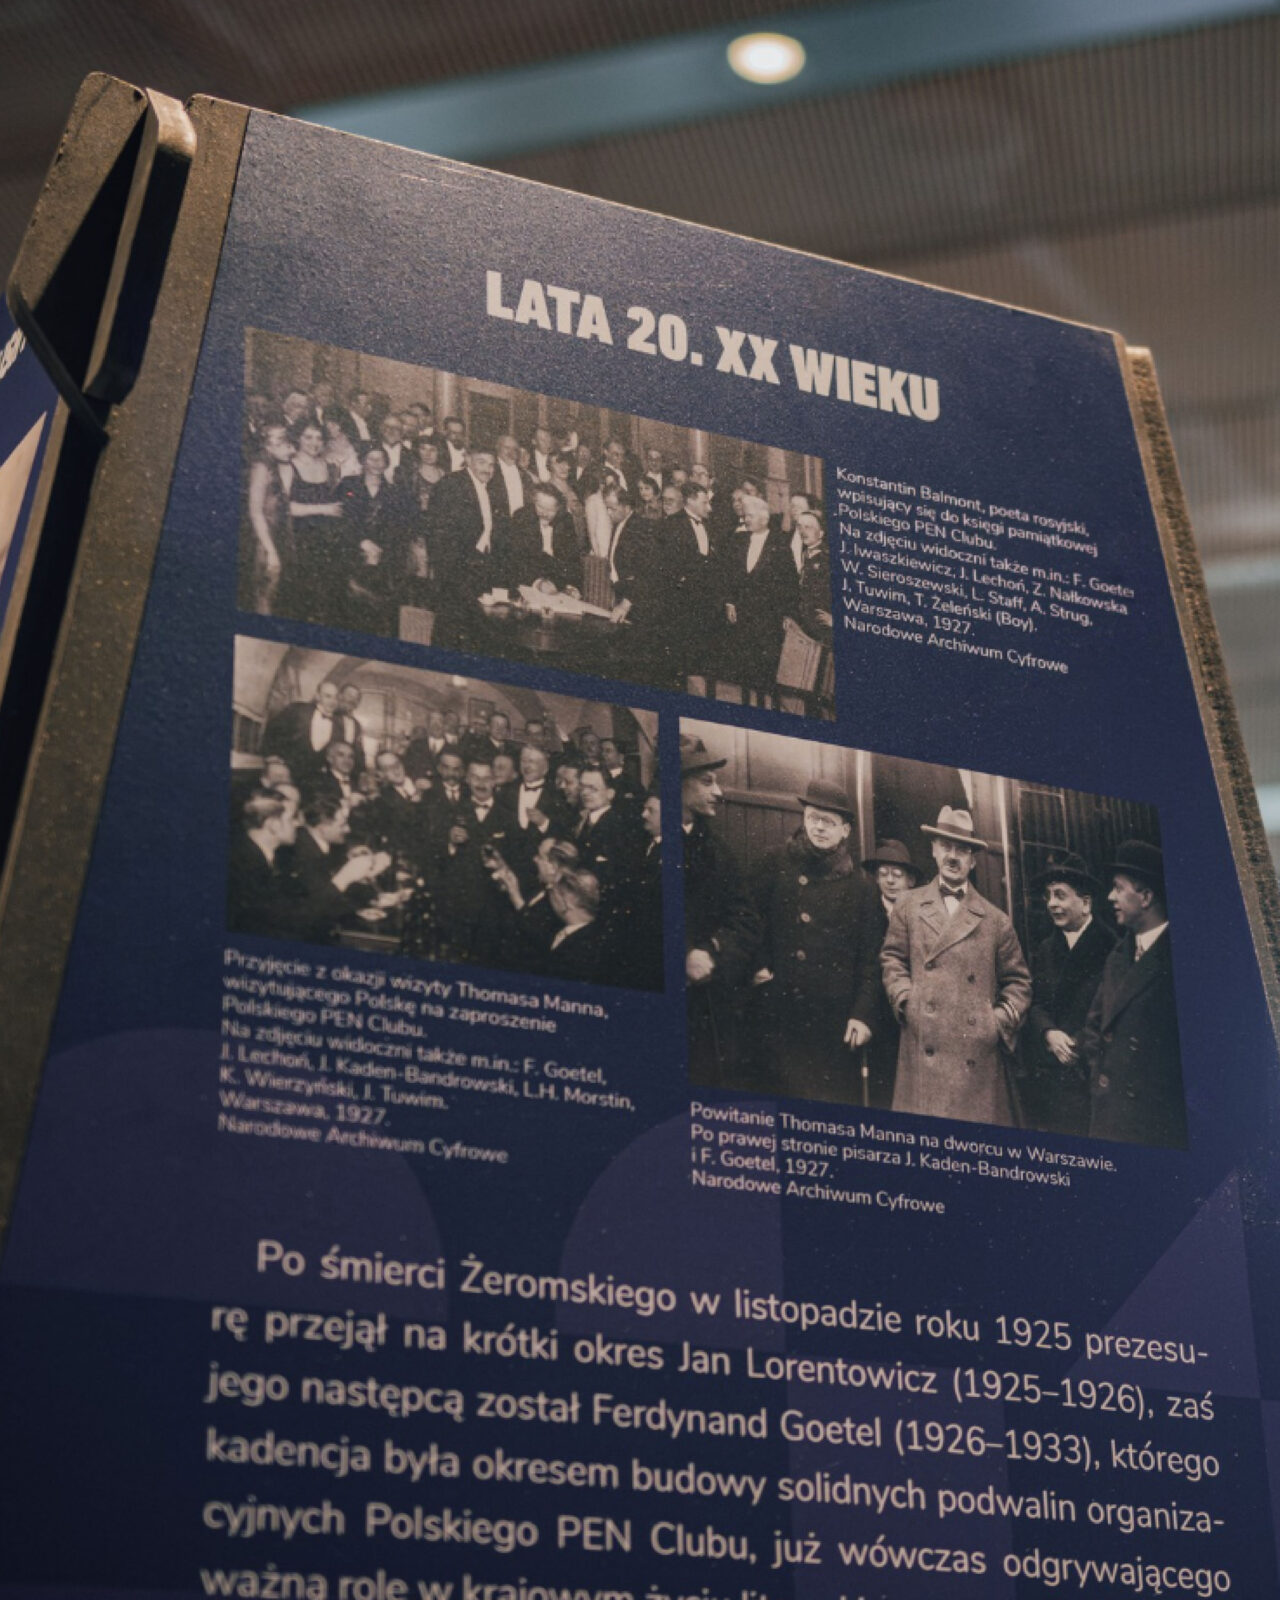 LATA 20. XX WIEKU
Konstantin Balmont, poeta rosyjski,
wpisujący się do księgi pamiątkowej
Polskiego PEN Clubu.
Na zdjęciu widoczni także m.in.: F. Goetel
J. Iwaszkiewicz, J. Lechoń, Z. Nałkowska
W. Sieroszewski, L. Staff, A. Strug,
J. Tuwim, T. Żeleński (Boy).
Warszawa, 1927.
Narodowe Archiwum Cyfrowe
Przyjęcie z okazji wizyty Thomasa Manna,
wizytującego Polskę na zaproszenie
Polskiego PEN Clubu.
Na zdjęciu widoczni także m.in.: F. Goetel,
J. Lechoń, J. Kaden-Bandrowski, L.H. Morstin,
K. Wierzyński, J. Tuwim.
Warszawa, 1927.
Narodowe Archiwum Cyfrowe
Powitanie Thomasa Manna na dworcu w Warszawie.
Po prawej stronie pisarza J. Kaden-Bandrowski
i F. Goetel, 1927.
Narodowe Archiwum Cyfrowe
Po śmierci Żeromskiego w listopadzie roku 1925 prezesu-
rę przejął na krótki okres Jan Lorentowicz (1925–1926), zaś
jego następcą został Ferdynand Goetel (1926–1933), którego
kadencja była okresem budowy solidnych podwalin organiza-
cyjnych Polskiego PEN Clubu, już wówczas odgrywającego
ważną rolę w krajowym życiu